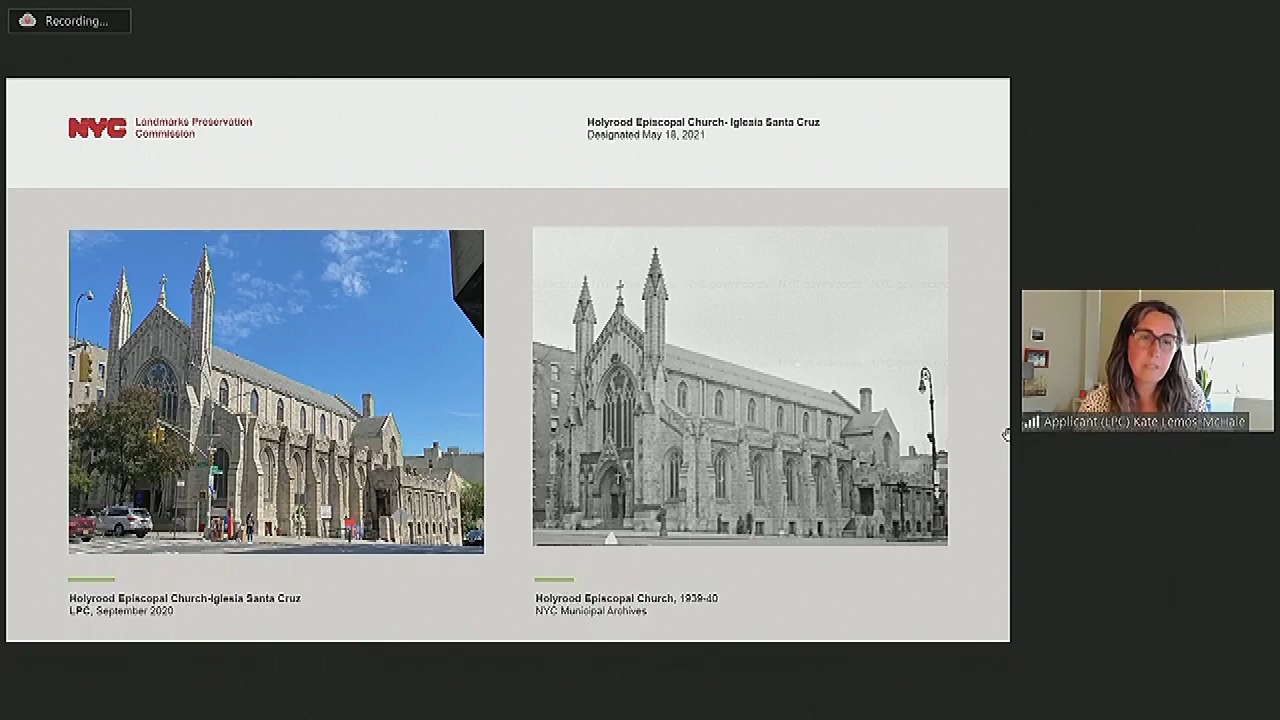 Recording...
NYC
Landmarks Preservation
Commission
Holyrood Episcopal Church- Iglesia Santa Cruz
Designated May 18, 2021
Holyrood Episcopal Church-Iglesia Santa Cruz
LPC, September 2020
Holyrood Episcopal Church, 1939-40
NYC Municipal Archives
Applicant (LPC) Kate Lemos McHale